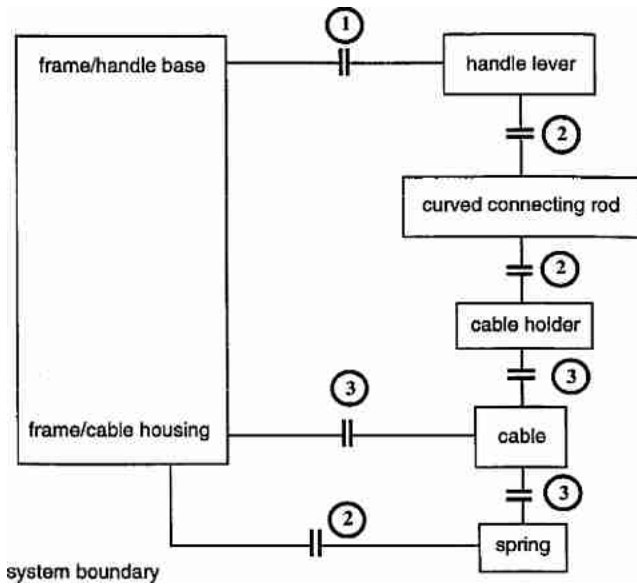 1
frame/handle base
handle lever
2
curved connecting rod
2
cable holder
3
3
frame/cable housing
cable
3
2
spring
system boundary